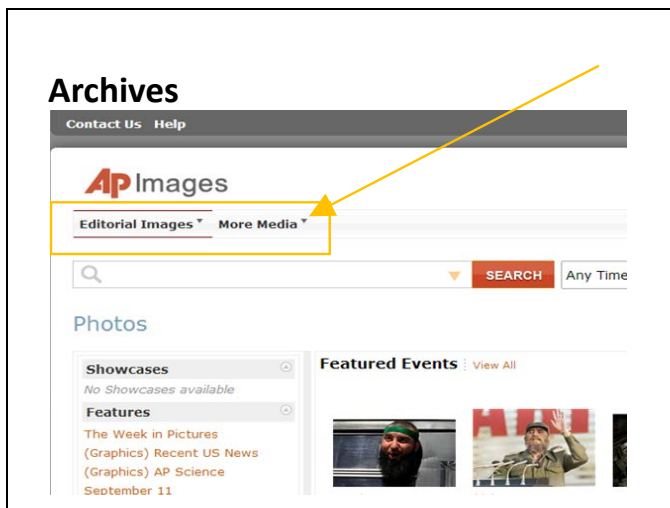 Archives
Contact Us Help
AP Images
Editorial Images More Media
SEARCH Any Time
Photos
Showcases
No Showcases available
Features
The Week in Pictures
(Graphics) Recent US News
(Graphics) AP Science
September 11
Featured Events View All